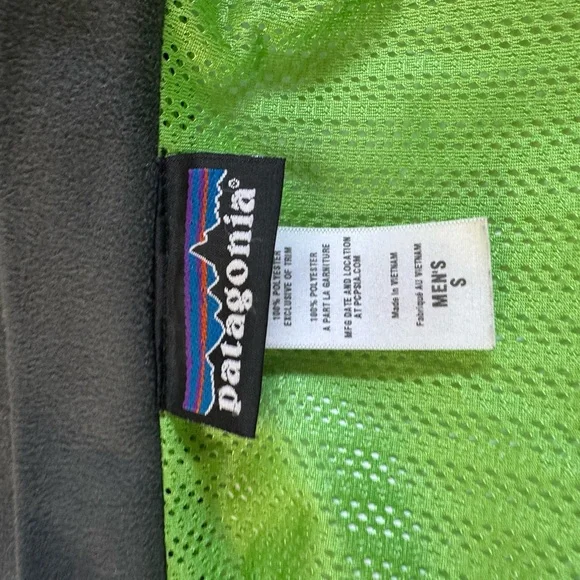 patagonia®
100% POLYESTER
EXCLUSIVE OF TRIM
100% POLYESTER
A PART LA GARNITURE
MFG DATE AND LOCATION
AT PCPSIA.COM
Made in VIETNAM
Fabriqué AU VIETNAM
MEN'S
S